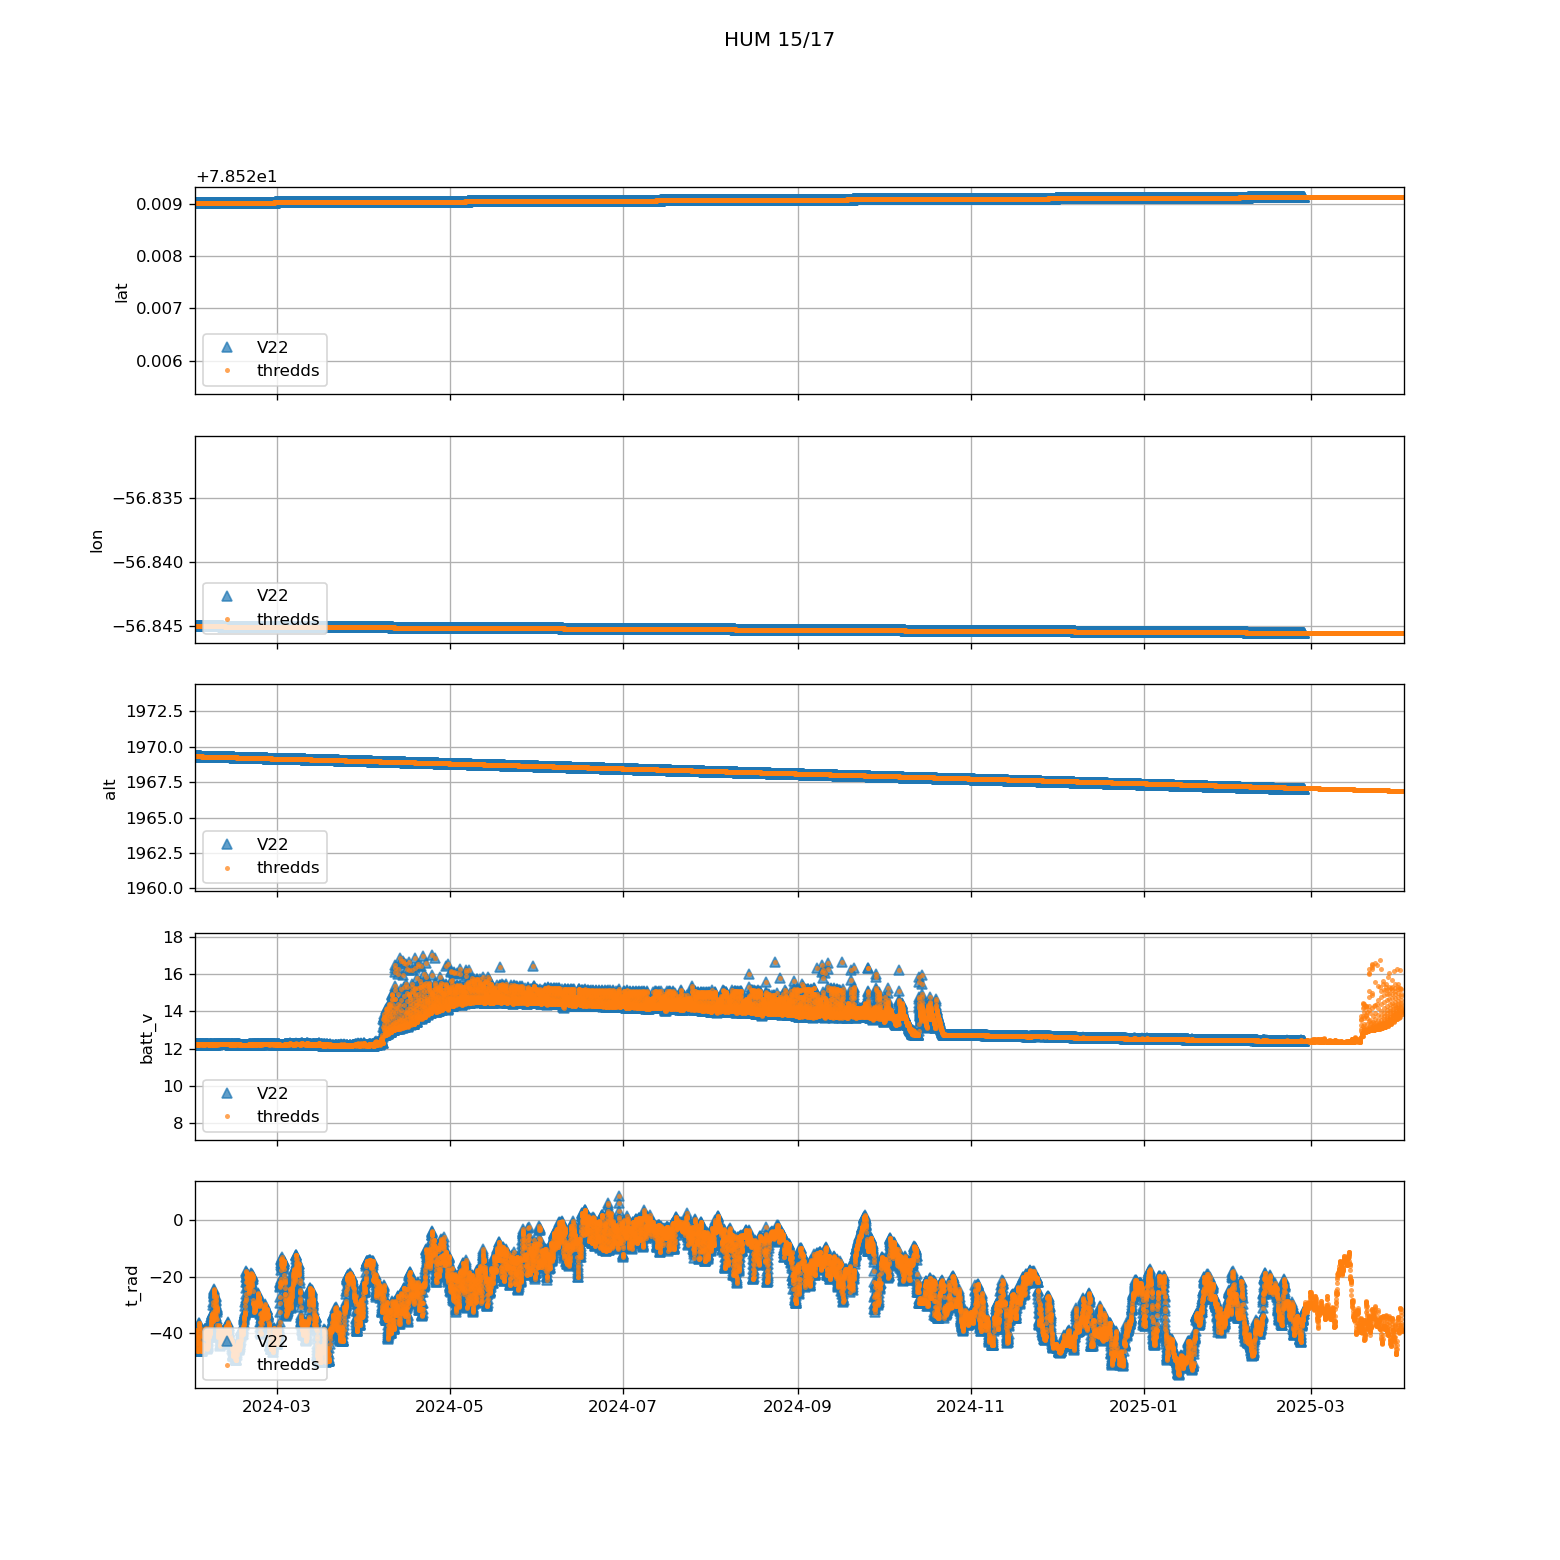 HUM 15/17
+7.852e1
0.009
0.008
0.007
0.006
lat
V22
thredds
−56.835
−56.840
−56.845
lon
V22
thredds
1972.5
1970.0
1967.5
1965.0
1962.5
1960.0
alt
V22
thredds
18
16
14
12
10
8
batt_v
V22
thredds
0
−20
−40
t_rad
V22
thredds
2024-03 2024-05 2024-07 2024-09 2024-11 2025-01 2025-03